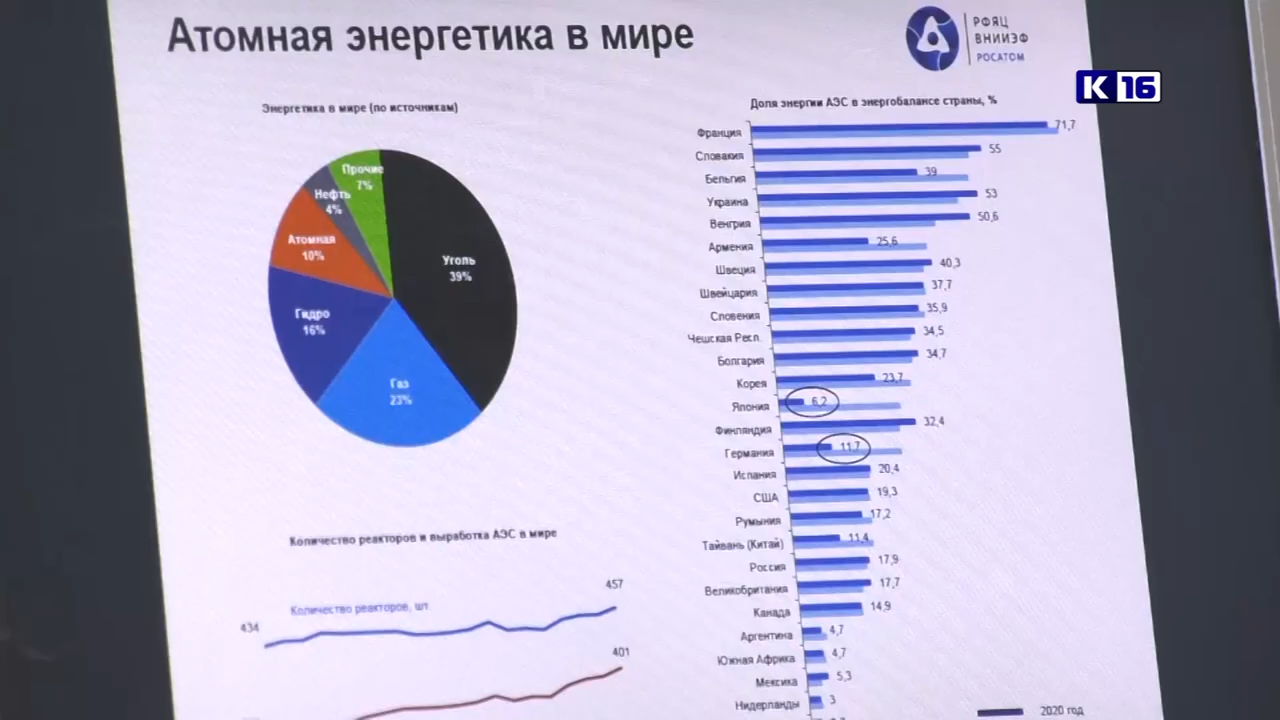 Атомная энергетика в мире
РФЯЦ
ВНИИЭФ
РОСАТОМ
К 16
Энергетика в мире (по источникам)
Прочие
7%
Нефть
4%
Атомная
10%
Уголь
39%
Гидро
16%
Газ
23%
Количество реакторов и выработка АЭС в мире
457
Количество реакторов, шт.
434
401
Доля энергии АЭС в энергобалансе страны, %
Франция 71,7
Словакия 55
Бельгия 39
Украина 53
Венгрия 50,6
Армения 25,6
Швеция 40,3
Швейцария 37,7
Словения 35,9
Чешская Респ. 34,5
Болгария 34,7
Корея 23,7
Япония 6,2
Финляндия 32,4
Германия 11,7
Испания 20,4
США 19,3
Румыния 17,2
Тайвань (Китай) 11,4
Россия 17,9
Великобритания 17,7
Канада 14,9
Аргентина 4,7
Южная Африка 4,7
Мексика 5,3
Нидерланды 3
2020 год